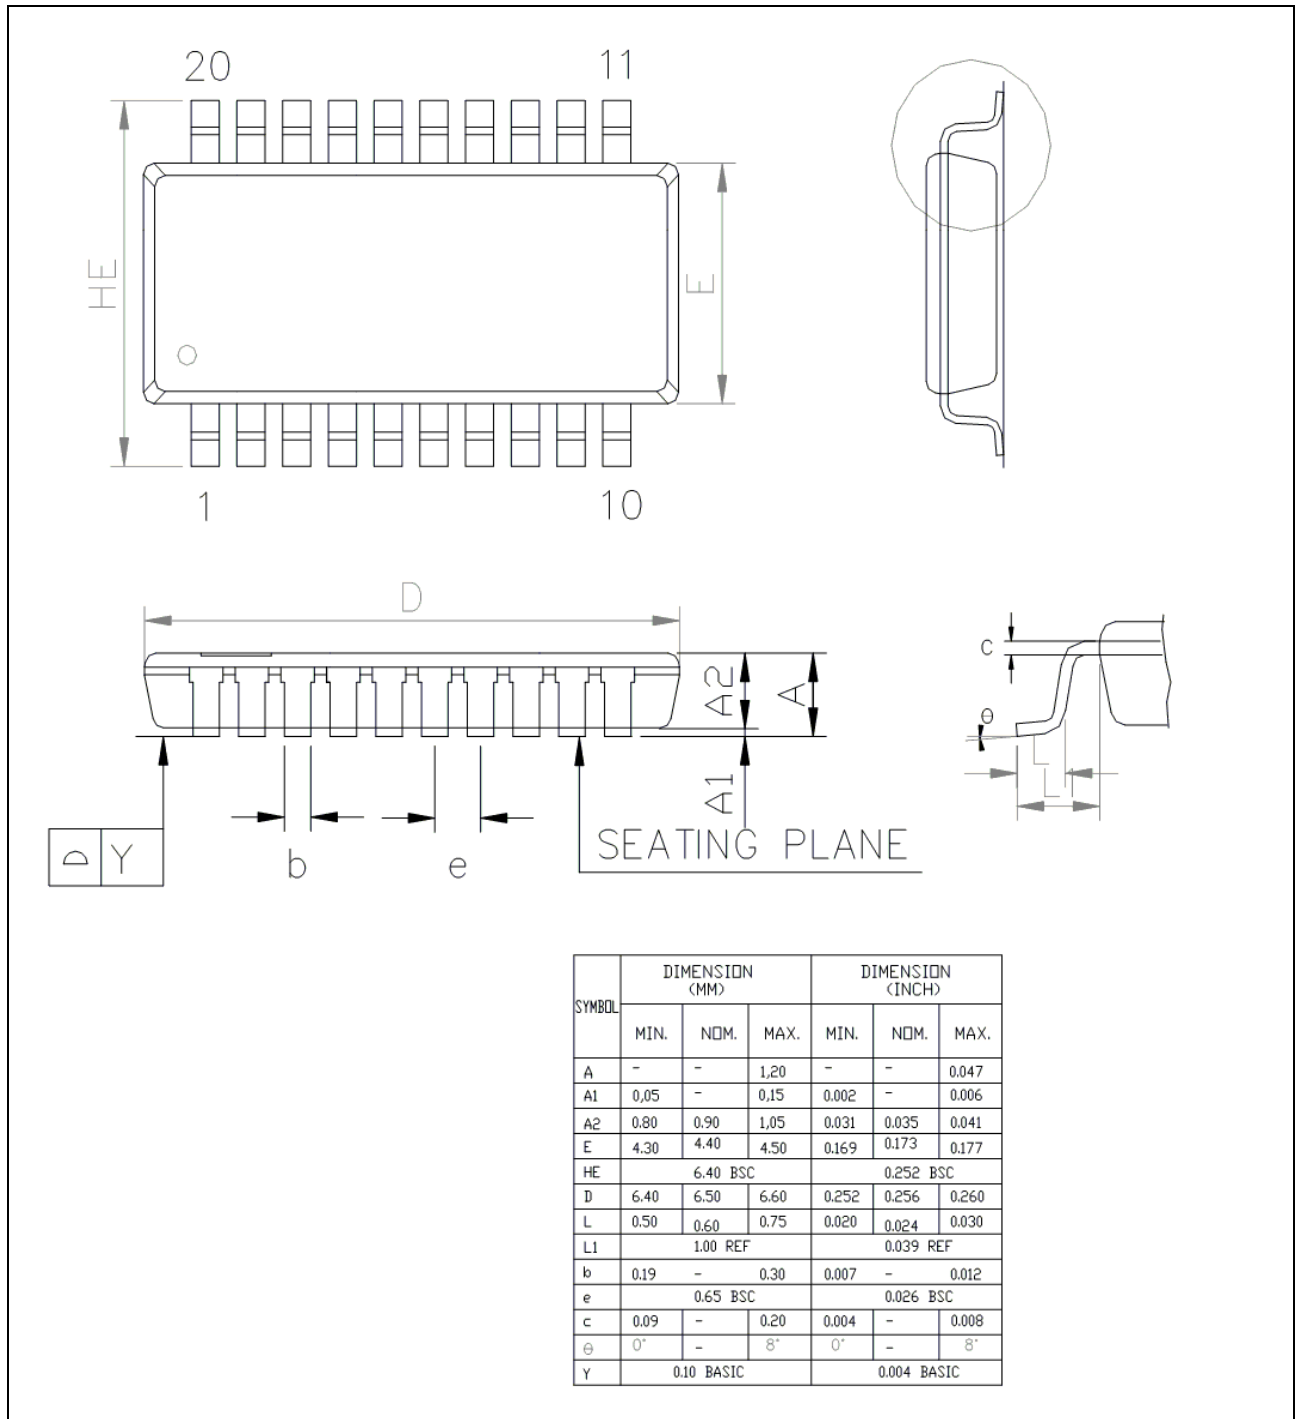 20 11
HE
E
1 10
D
A2
A
A1
b
e
SEATING PLANE
Y
c
θ
L
L1
SYMBOL DIMENSION (MM) DIMENSION (INCH)
MIN. NOM. MAX. MIN. NOM. MAX.
A - - 1,20 - - 0.047
A1 0,05 - 0,15 0.002 - 0.006
A2 0.80 0.90 1,05 0.031 0.035 0.041
E 4.30 4.40 4.50 0.169 0.173 0.177
HE 6.40 BSC 0.252 BSC
D 6.40 6.50 6.60 0.252 0.256 0.260
L 0.50 0.60 0.75 0.020 0.024 0.030
L1 1.00 REF 0.039 REF
b 0.19 - 0.30 0.007 - 0.012
e 0.65 BSC 0.026 BSC
c 0.09 - 0.20 0.004 - 0.008
θ 0° - 8° 0° - 8°
Y 0.10 BASIC 0.004 BASIC